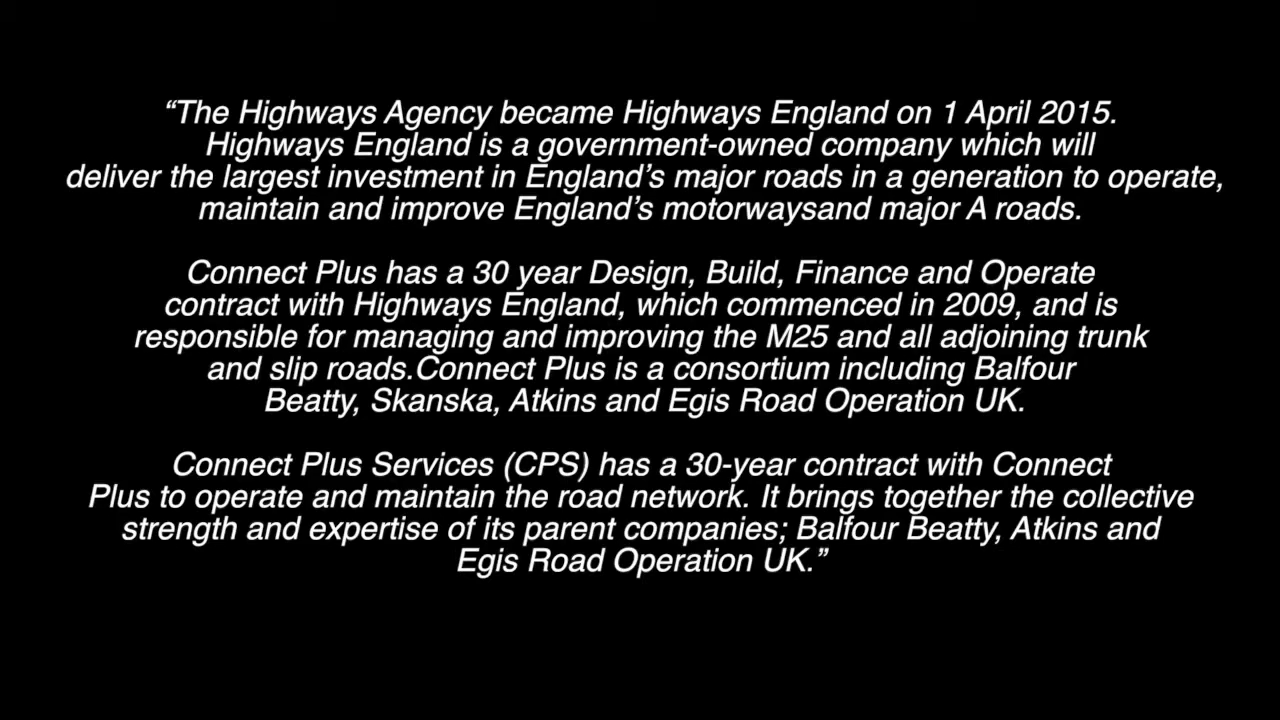 “The Highways Agency became Highways England on 1 April 2015.
Highways England is a government-owned company which will
deliver the largest investment in England’s major roads in a generation to operate,
maintain and improve England’s motorwaysand major A roads.
Connect Plus has a 30 year Design, Build, Finance and Operate
contract with Highways England, which commenced in 2009, and is
responsible for managing and improving the M25 and all adjoining trunk
and slip roads.Connect Plus is a consortium including Balfour
Beatty, Skanska, Atkins and Egis Road Operation UK.
Connect Plus Services (CPS) has a 30-year contract with Connect
Plus to operate and maintain the road network. It brings together the collective
strength and expertise of its parent companies; Balfour Beatty, Atkins and
Egis Road Operation UK.”